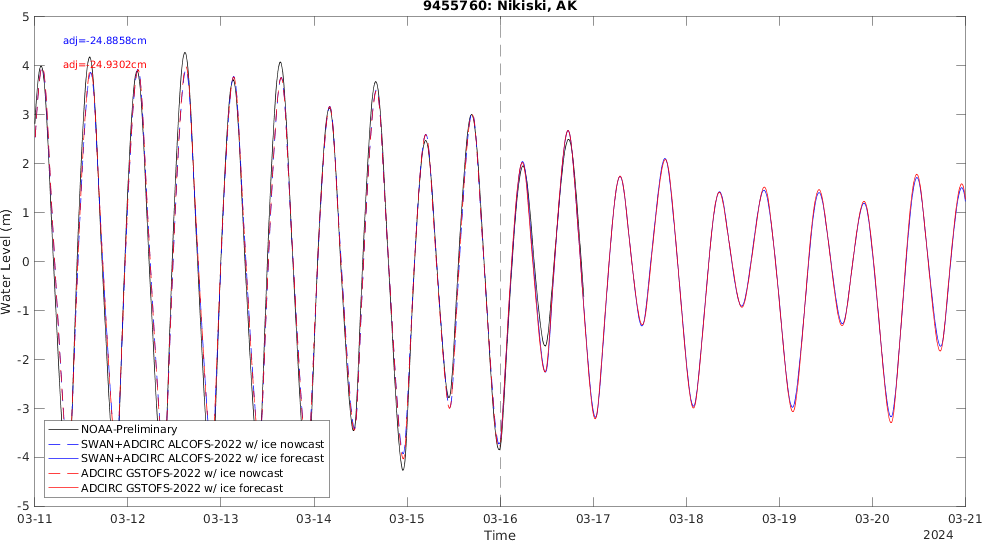 9455760: Nikiski, AK
5
4
3
2
1
0
-1
-2
-3
-4
-5
Water Level (m)
adj=-24.8858cm
adj=-24.9302cm
NOAA-Preliminary
SWAN+ADCIRC ALCOFS-2022 w/ ice nowcast
SWAN+ADCIRC ALCOFS-2022 w/ ice forecast
ADCIRC GSTOFS-2022 w/ ice nowcast
ADCIRC GSTOFS-2022 w/ ice forecast
03-11 03-12 03-13 03-14 03-15 03-16 03-17 03-18 03-19 03-20 03-21
Time
2024